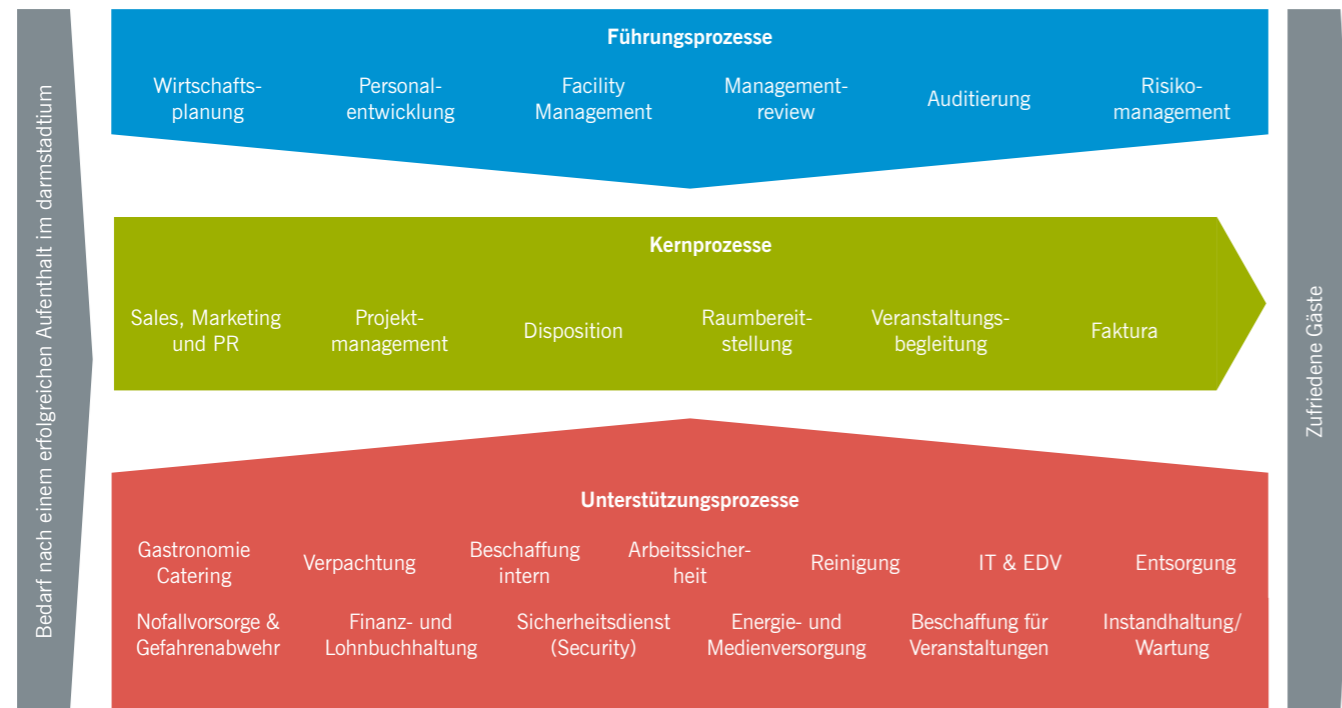 Bedarf nach einem erfolgreichen Aufenthalt im darmstadtium
Führungsprozesse
Wirtschafts-
planung
Personal-
entwicklung
Facility
Management
Management-
review
Auditierung
Risiko-
management
Kernprozesse
Sales, Marketing
und PR
Projekt-
management
Disposition
Raumbereit-
stellung
Veranstaltungs-
begleitung
Faktura
Unterstützungsprozesse
Gastronomie
Catering
Verpachtung
Beschaffung
intern
Arbeitssicher-
heit
Reinigung
IT & EDV
Entsorgung
Nofallvorsorge &
Gefahrenabwehr
Finanz- und
Lohnbuchhaltung
Sicherheitsdienst
(Security)
Energie- und
Medienversorgung
Beschaffung für
Veranstaltungen
Instandhaltung/
Wartung
Zufriedene Gäste